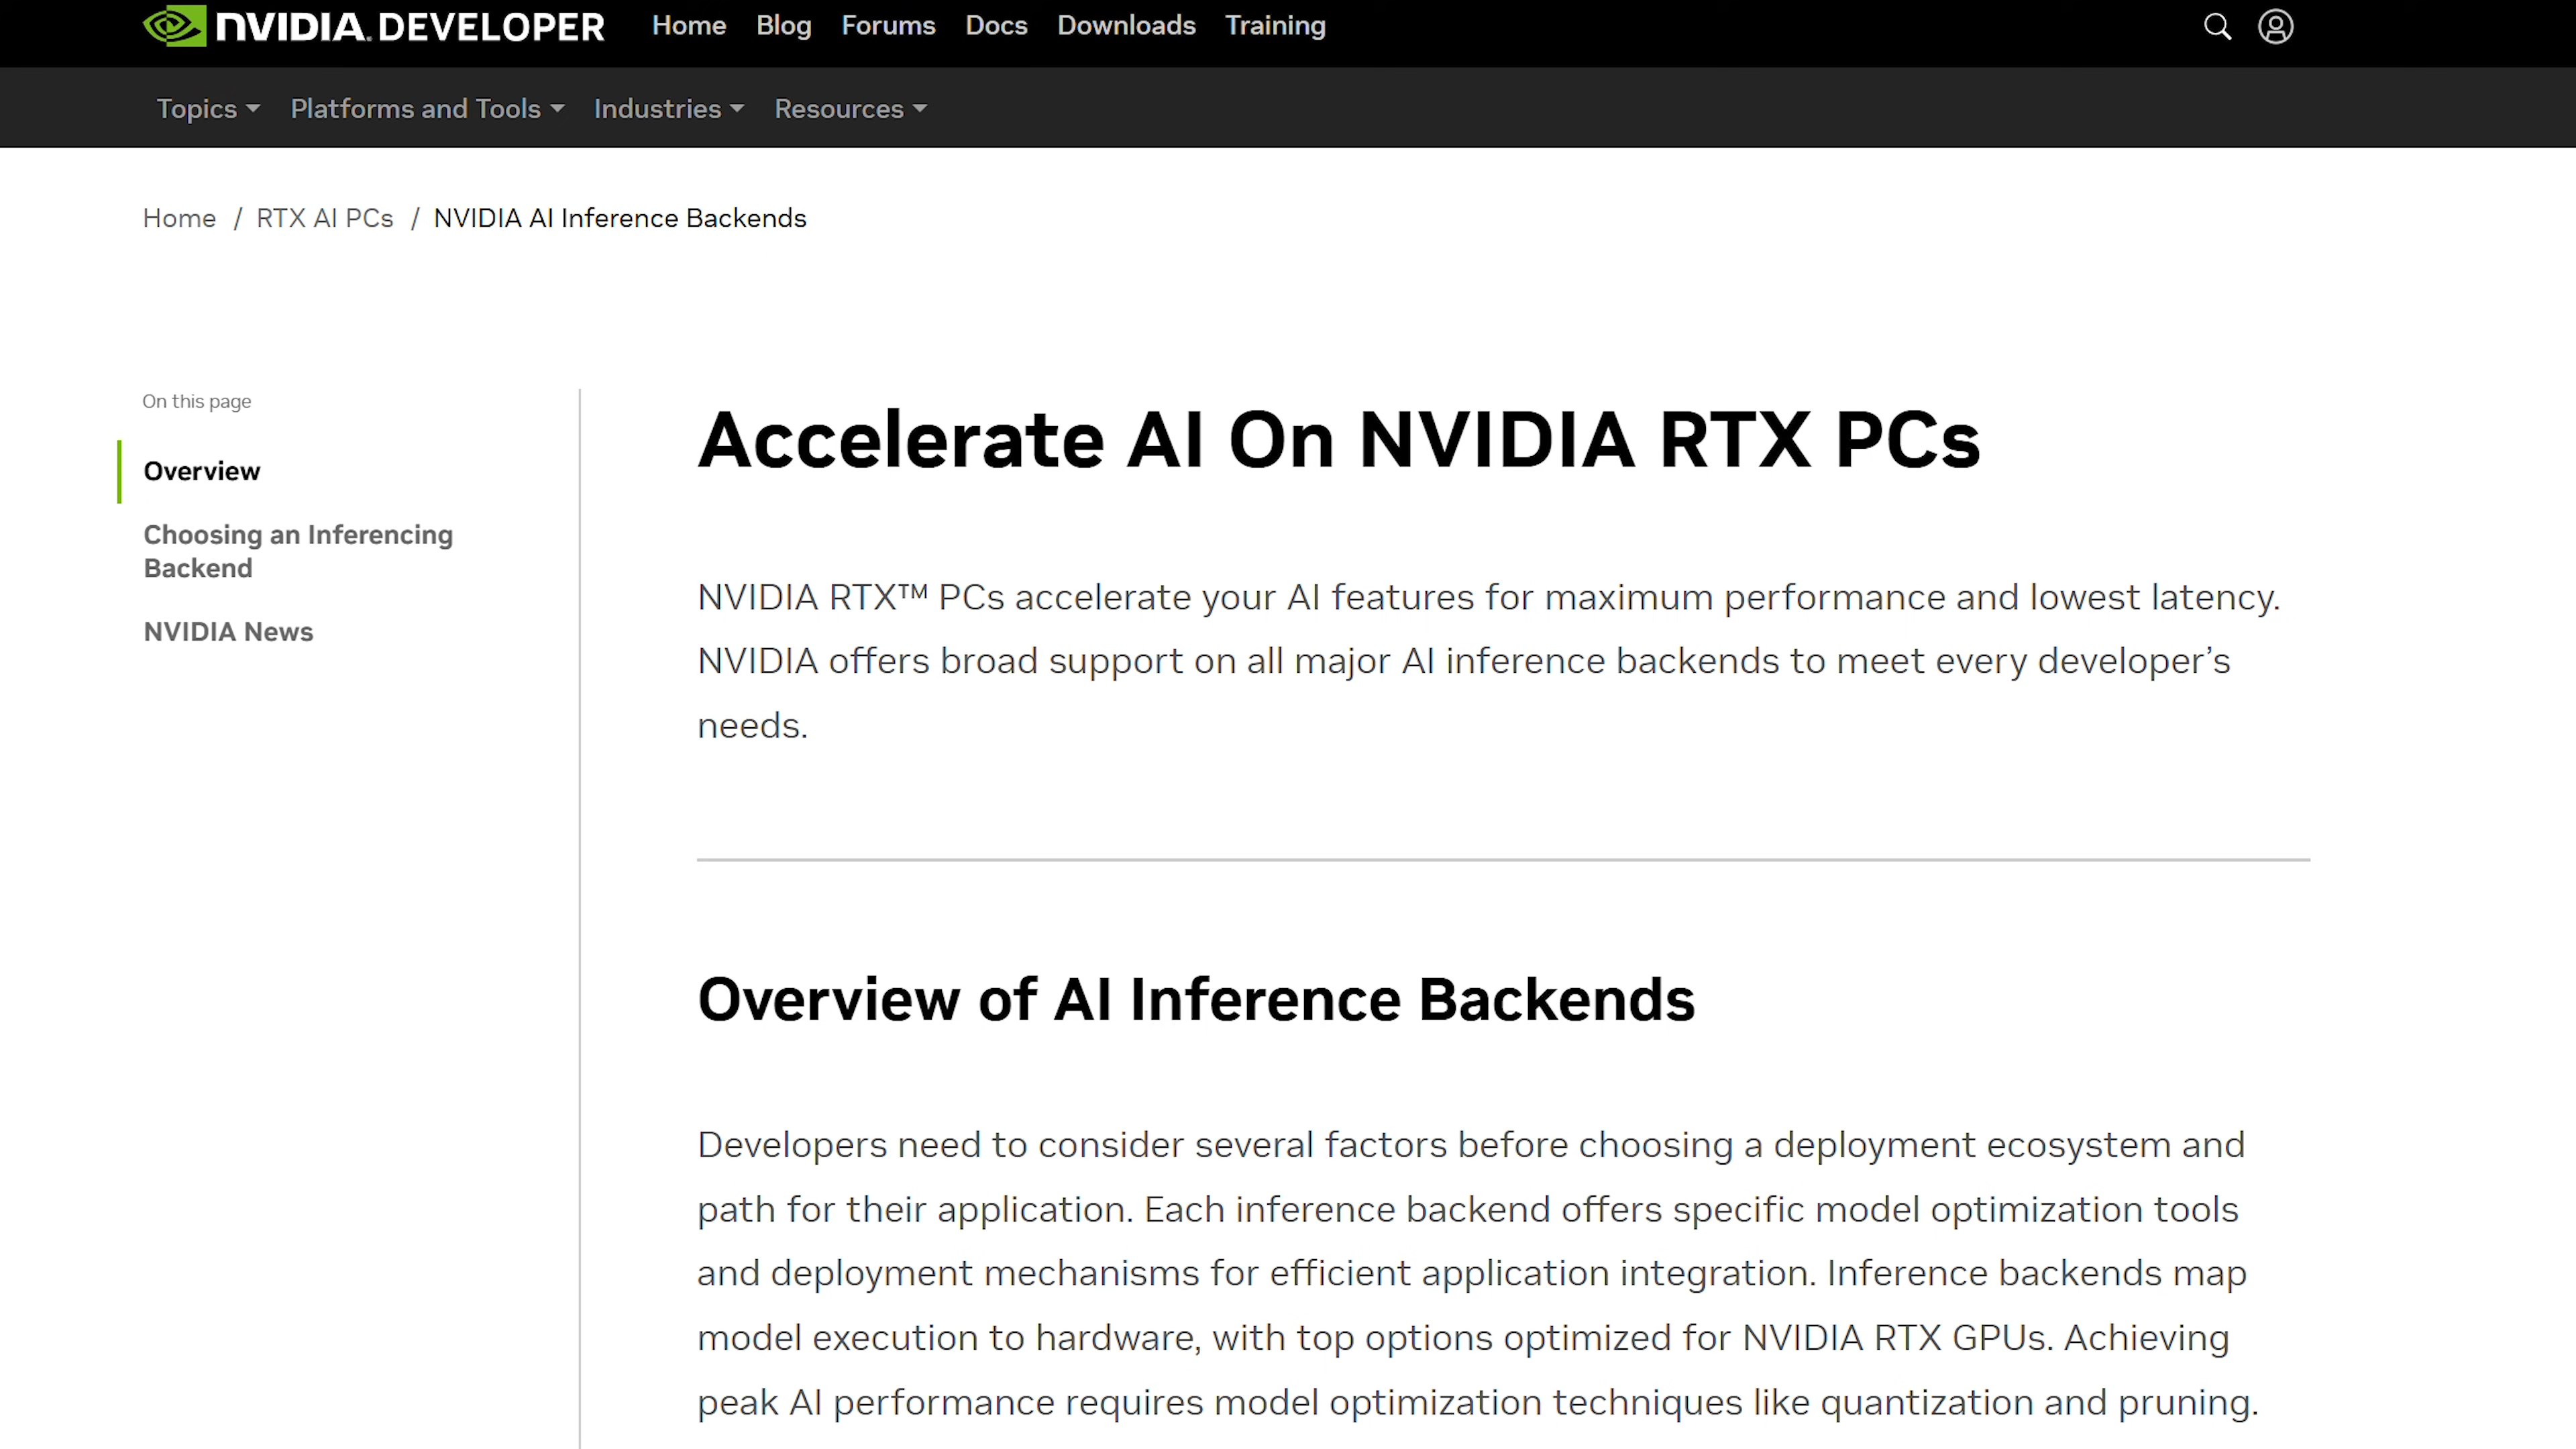 NVIDIA. DEVELOPER Home Blog Forums Docs Downloads Training
Topics Platforms and Tools Industries Resources
Home / RTX AI PCs / NVIDIA AI Inference Backends
On this page
Overview
Choosing an Inferencing
Backend
NVIDIA News
Accelerate AI On NVIDIA RTX PCs
NVIDIA RTX™ PCs accelerate your AI features for maximum performance and lowest latency.
NVIDIA offers broad support on all major AI inference backends to meet every developer’s
needs.
Overview of AI Inference Backends
Developers need to consider several factors before choosing a deployment ecosystem and
path for their application. Each inference backend offers specific model optimization tools
and deployment mechanisms for efficient application integration. Inference backends map
model execution to hardware, with top options optimized for NVIDIA RTX GPUs. Achieving
peak AI performance requires model optimization techniques like quantization and pruning.